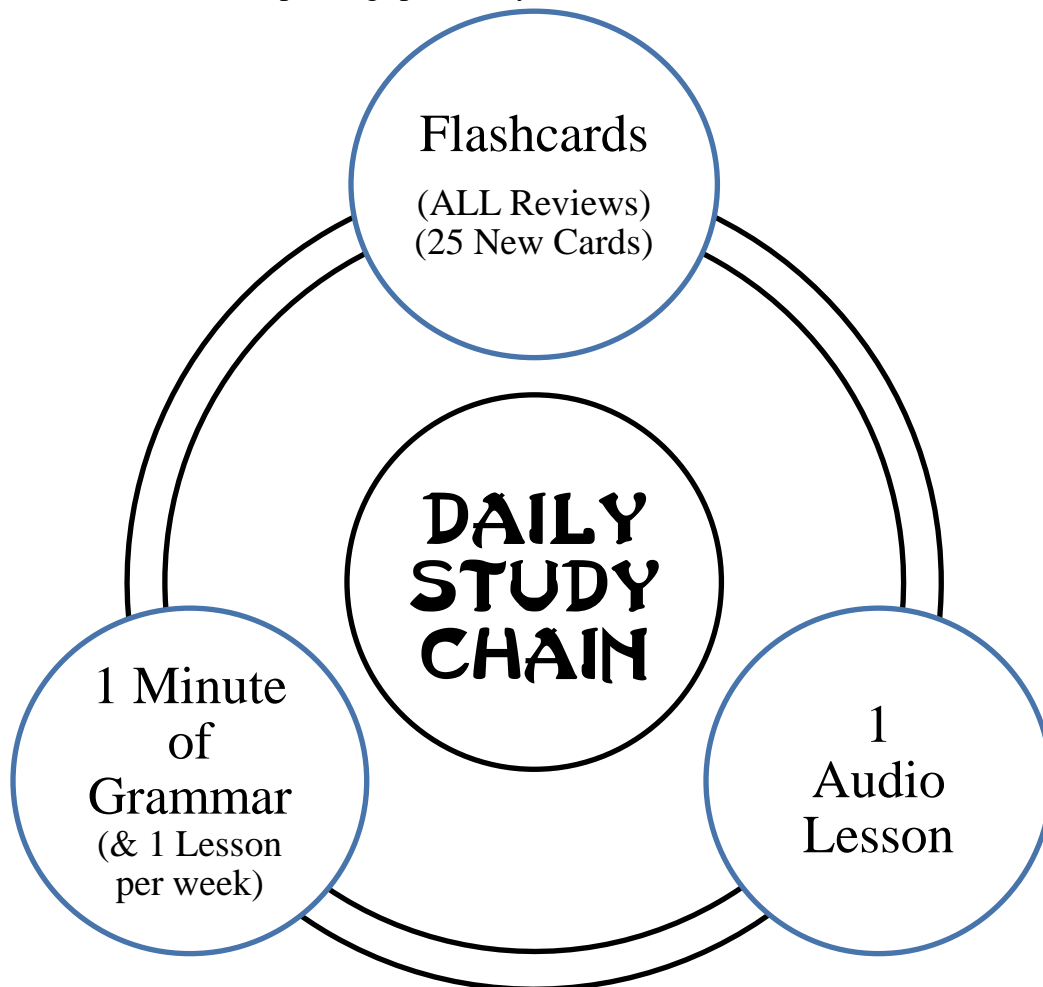 Flashcards
(ALL Reviews)
(25 New Cards)
DAILY
STUDY
CHAIN
1 Minute
of
Grammar
(& 1 Lesson
per week)
1
Audio
Lesson